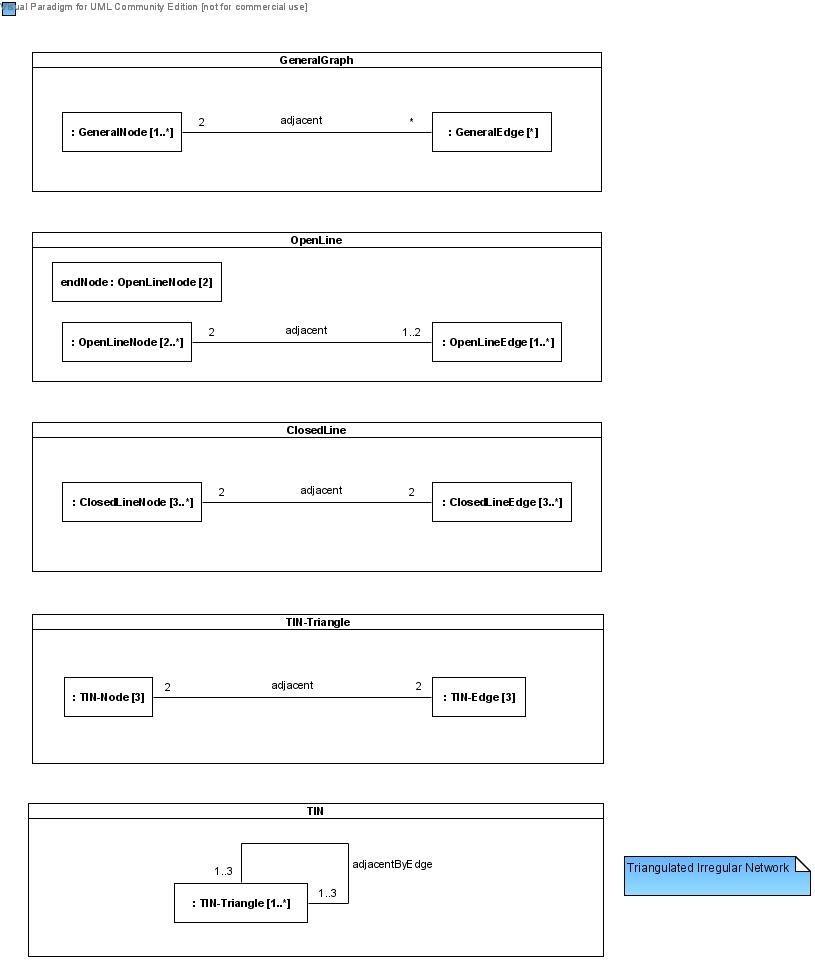 Visual Paradigm for UML Community Edition [not for commercial use]
GeneralGraph
: GeneralNode [1..*]
2
adjacent
*
: GeneralEdge [*]
OpenLine
endNode : OpenLineNode [2]
: OpenLineNode [2..*]
2
adjacent
1..2
: OpenLineEdge [1..*]
ClosedLine
: ClosedLineNode [3..*]
2
adjacent
2
: ClosedLineEdge [3..*]
TIN-Triangle
: TIN-Node [3]
2
adjacent
2
: TIN-Edge [3]
TIN
adjacentByEdge
1..3
1..3
: TIN-Triangle [1..*]
Triangulated Irregular Network